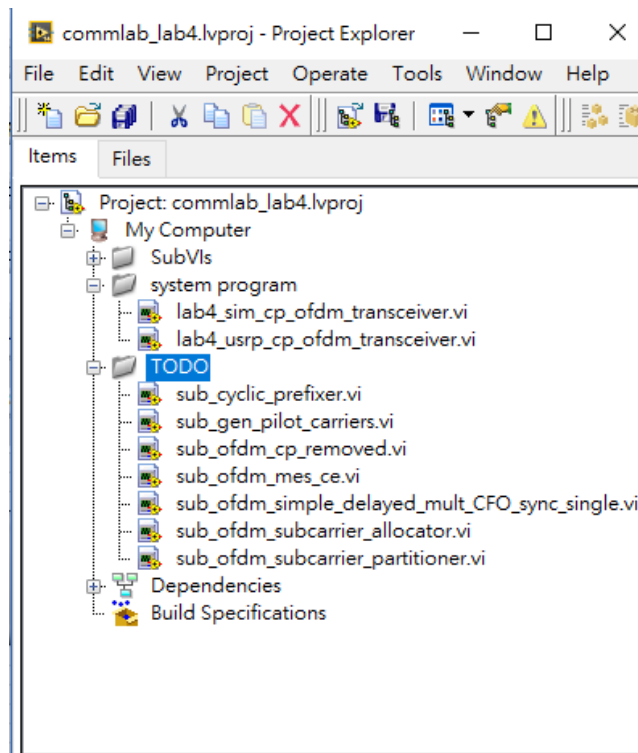 commlab_lab4.lvproj - Project Explorer
File Edit View Project Operate Tools Window Help
Items Files
Project: commlab_lab4.lvproj
My Computer
SubVIs
system program
lab4_sim_cp_ofdm_transceiver.vi
lab4_usrp_cp_ofdm_transceiver.vi
TODO
sub_cyclic_prefixer.vi
sub_gen_pilot_carriers.vi
sub_ofdm_cp_removed.vi
sub_ofdm_mes_ce.vi
sub_ofdm_simple_delayed_mult_CFO_sync_single.vi
sub_ofdm_subcarrier_allocator.vi
sub_ofdm_subcarrier_partitioner.vi
Dependencies
Build Specifications